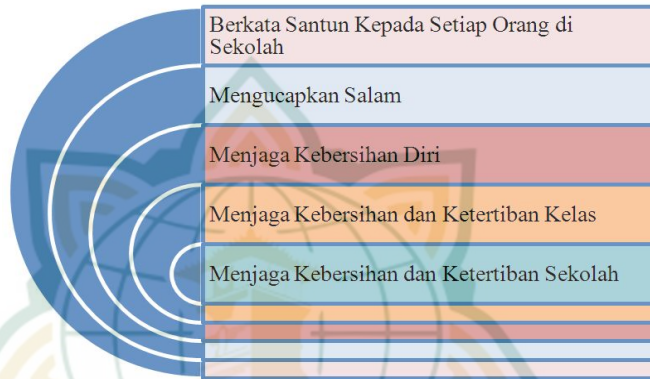 Berkata Santun Kepada Setiap Orang di
Sekolah
Mengucapkan Salam
Menjaga Kebersihan Diri
Menjaga Kebersihan dan Ketertiban Kelas
Menjaga Kebersihan dan Ketertiban Sekolah